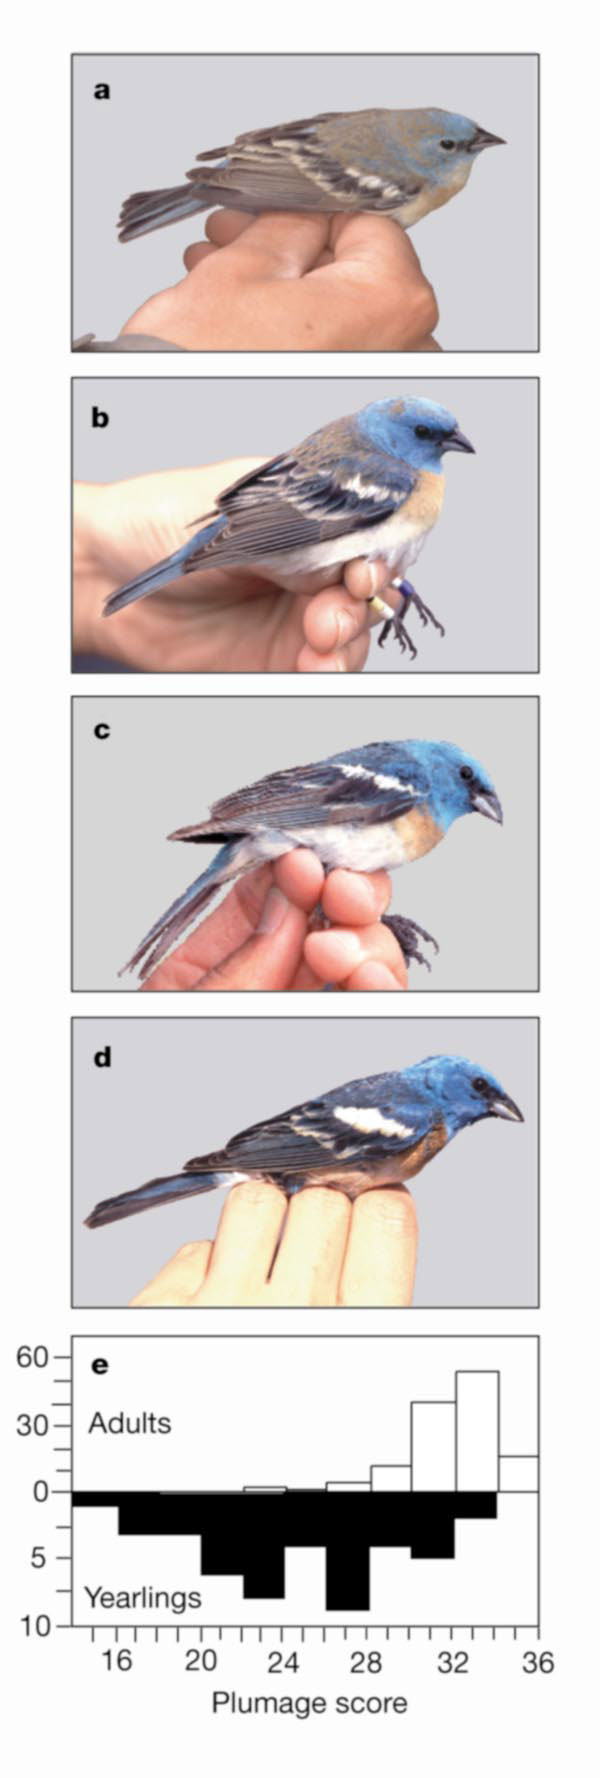 a
b
c
d
e
60
30
0
Adults
5
10
Yearlings
16 20 24 28 32 36
Plumage score